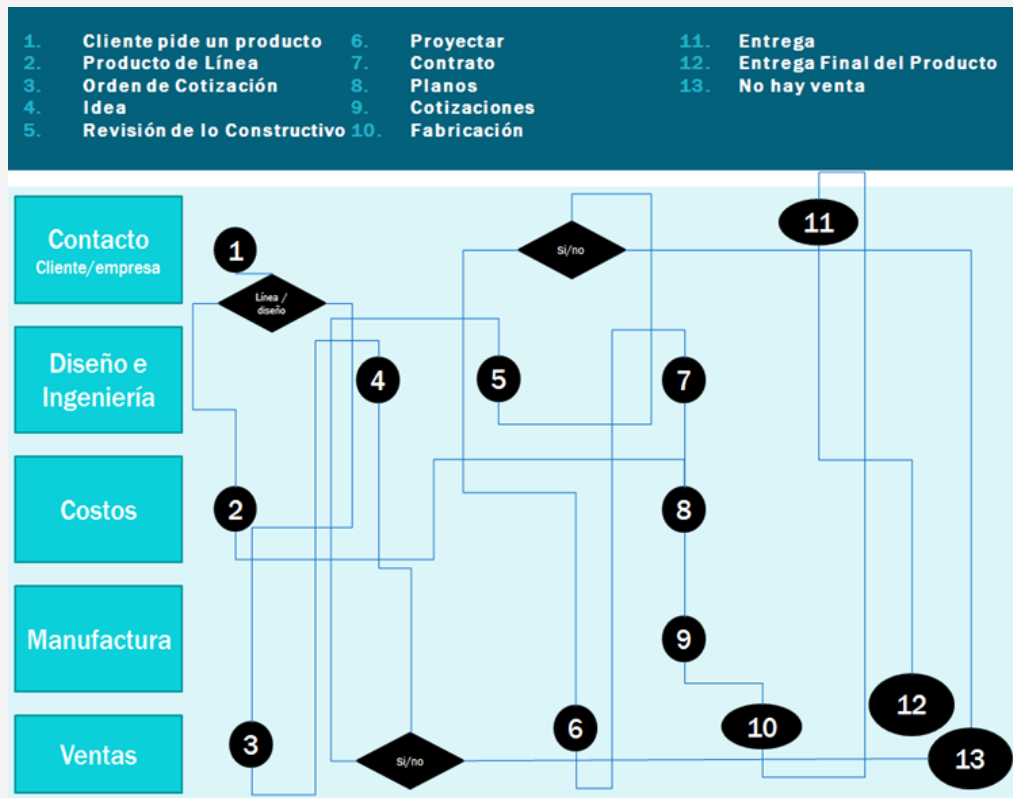 1. Cliente pide un producto
2. Producto de Línea
3. Orden de Cotización
4. Idea
5. Revisión de lo Constructivo
6. Proyectar
7. Contrato
8. Planos
9. Cotizaciones
10. Fabricación
11. Entrega
12. Entrega Final del Producto
13. No hay venta
Contacto
Cliente/empresa
1
Línea /
diseño
Si/no
11
Diseño e
Ingeniería
4
5
7
Costos
2
8
Manufactura
9
12
Ventas
3
Si/no
6
10
13